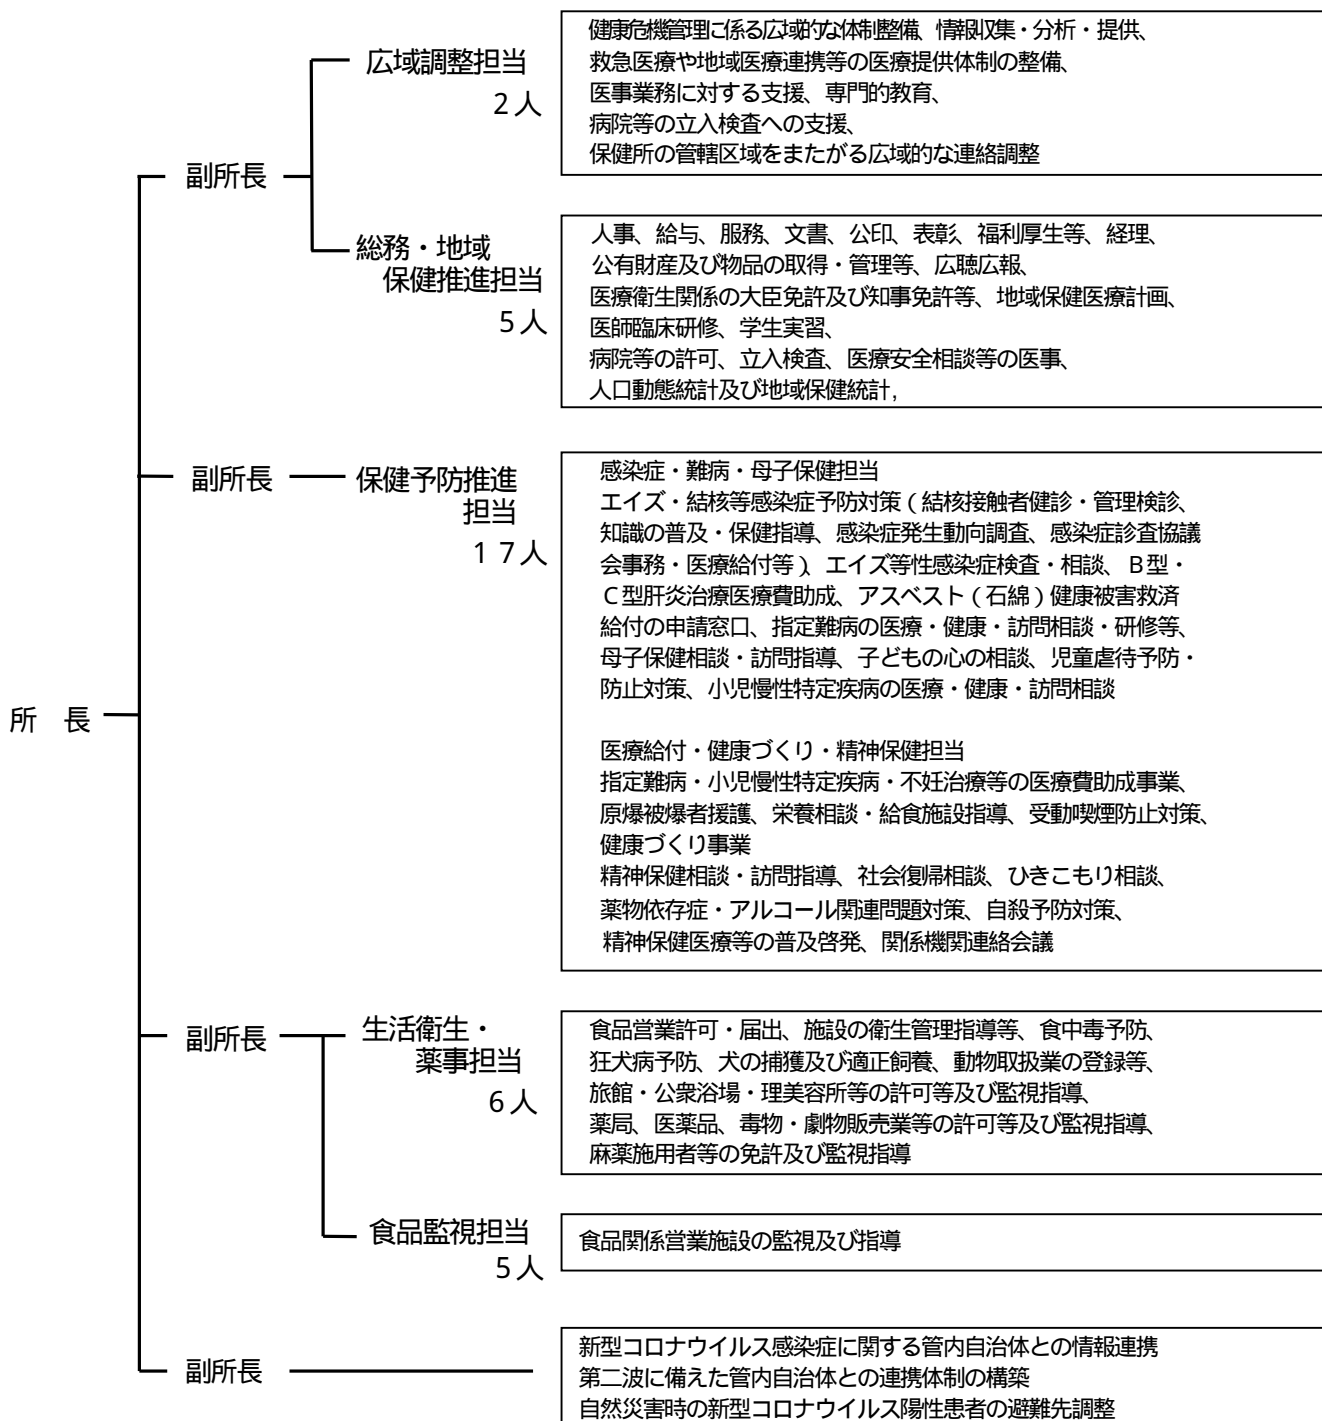 広域調整担当
2人
健康危機管理に係る広域的な体制整備、情報収集・分析・提供、
救急医療や地域医療連携等の医療提供体制の整備、
医事業務に対する支援、専門的教育、
病院等の立入検査への支援、
保健所の管轄区域をまたがる広域的な連絡調整
副所長
総務・地域
保健推進担当
5人
人事、給与、服務、文書、公印、表彰、福利厚生等、経理、
公有財産及び物品の取得・管理等、広聴広報、
医療衛生関係の大臣免許及び知事免許等、地域保健医療計画、
医師臨床研修、学生実習、
病院等の許可、立入検査、医療安全相談等の医事、
人口動態統計及び地域保健統計,
副所長
保健予防推進
担当
17人
感染症・難病・母子保健担当
エイズ・結核等感染症予防対策(結核接触者健診・管理検診、
知識の普及・保健指導、感染症発生動向調査、感染症診査協議
会事務・医療給付等)、エイズ等性感染症検査・相談、B型・
C型肝炎治療医療費助成、アスベスト(石綿)健康被害救済
給付の申請窓口、指定難病の医療・健康・訪問相談・研修等、
母子保健相談・訪問指導、子どもの心の相談、児童虐待予防・
防止対策、小児慢性特定疾病の医療・健康・訪問相談
所 長
医療給付・健康づくり・精神保健担当
指定難病・小児慢性特定疾病・不妊治療等の医療費助成事業、
原爆被爆者援護、栄養相談・給食施設指導、受動喫煙防止対策、
健康づくり事業
精神保健相談・訪問指導、社会復帰相談、ひきこもり相談、
薬物依存症・アルコール関連問題対策、自殺予防対策、
精神保健医療等の普及啓発、関係機関連絡会議
副所長
生活衛生・
薬事担当
6人
食品営業許可・届出、施設の衛生管理指導等、食中毒予防、
狂犬病予防、犬の捕獲及び適正飼養、動物取扱業の登録等、
旅館・公衆浴場・理美容所等の許可等及び監視指導、
薬局、医薬品、毒物・劇物販売業等の許可等及び監視指導、
麻薬施用者等の免許及び監視指導
食品監視担当
5人
食品関係営業施設の監視及び指導
副所長
新型コロナウイルス感染症に関する管内自治体との情報連携
第二波に備えた管内自治体との連携体制の構築
自然災害時の新型コロナウイルス陽性患者の避難先調整